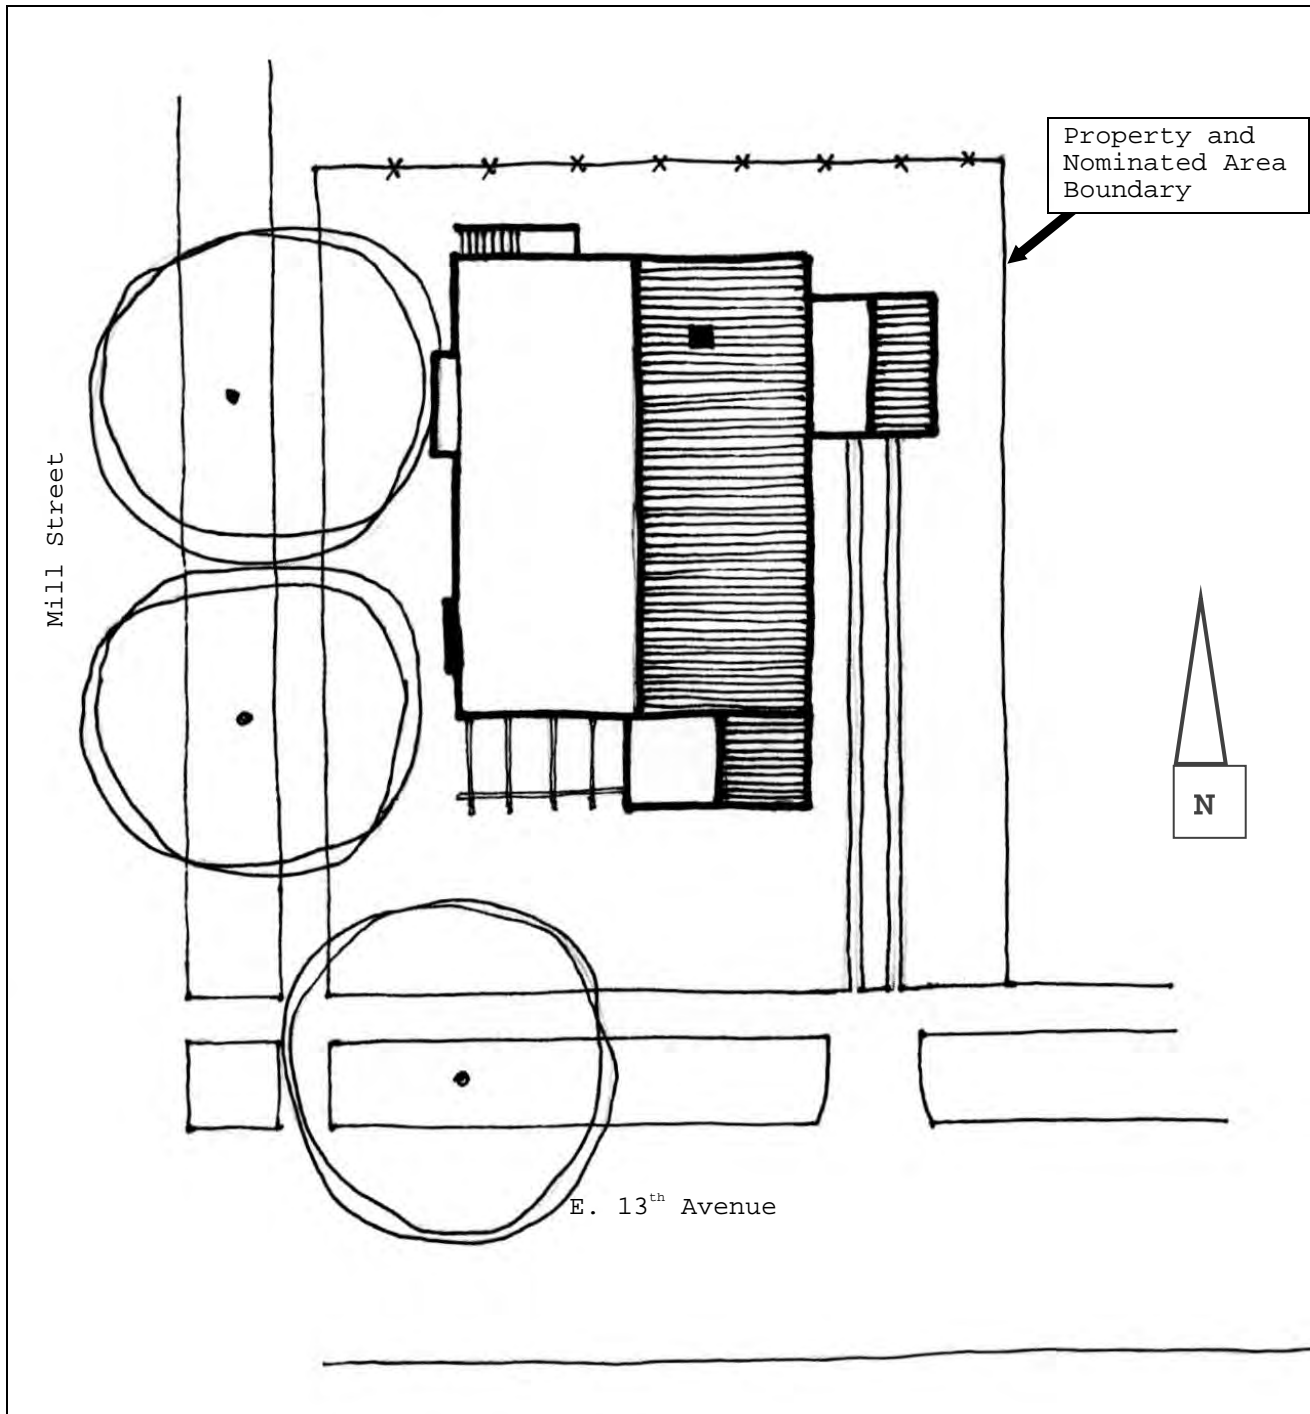 Property and
Nominated Area
Boundary
Mill Street
N
E. 13th Avenue